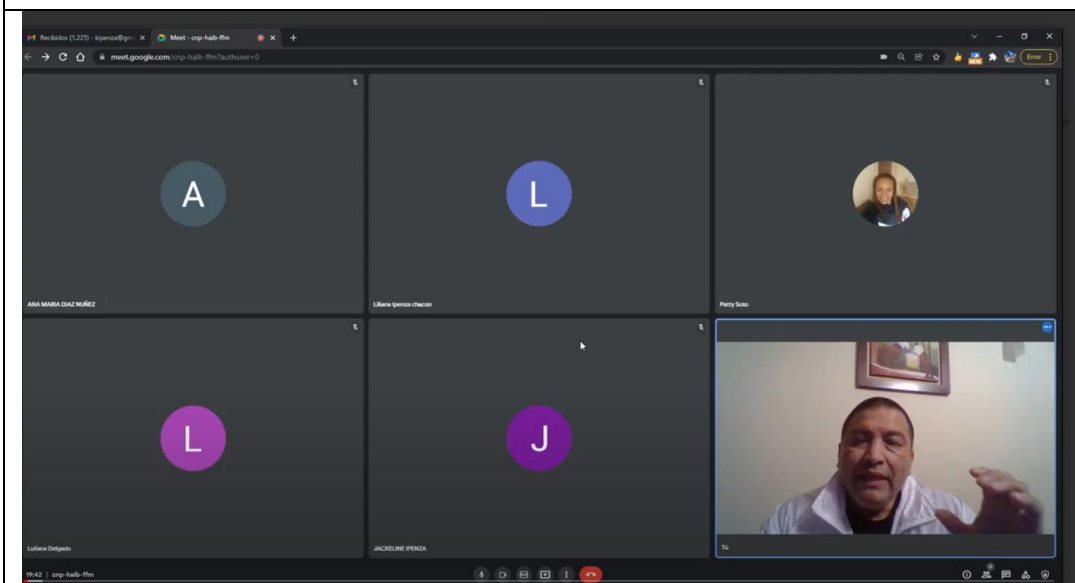 Recibidos (1.225) - kipenza@gm
Meet - cnp-haib-ffm
meet.google.com/cnp-haib-ffm?authuser=0
NEW
Error
A
L
ANA MARIA DIAZ NUÑEZ
Liliana Ipenza chacon
Patty Soto
L
J
Luliana Delgado
JACKELINE IPENZA
Tú
19:42 | cnp-haib-ffm